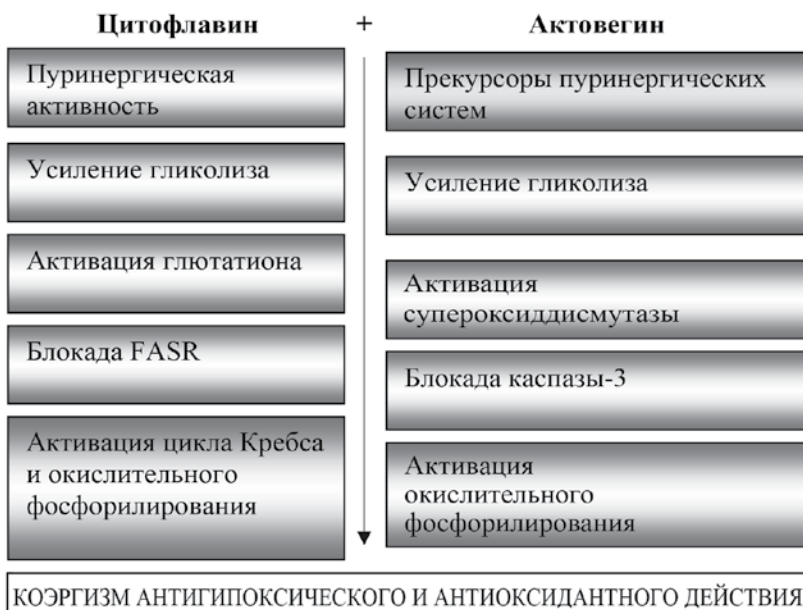 Цитофлавин + Актовегин
Пуринергическая
активность
Усиление гликолиза
Активация глютатиона
Блокада FASR
Активация цикла Кребса
и окислительного
фосфорилирования
Прекурсоры пуринергических
систем
Усиление гликолиза
Активация
супероксиддисмутазы
Блокада каспазы-3
Активация
окислительного
фосфорилирования
КОЭРГИЗМ АНТИГИПОКСИЧЕСКОГО И АНТИОКСИДАНТНОГО ДЕЙСТВИЯ